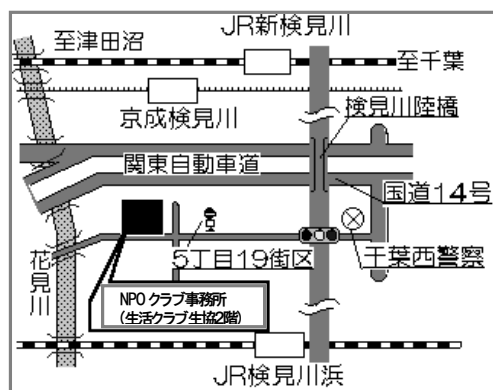 JR新検見川
至津田沼
至千葉
京成検見川
検見川陸橋
関東自動車道
国道14号
5丁目19街区
千葉西警察
花見川
NPOクラブ事務所
(生活クラブ生協2階)
JR検見川浜